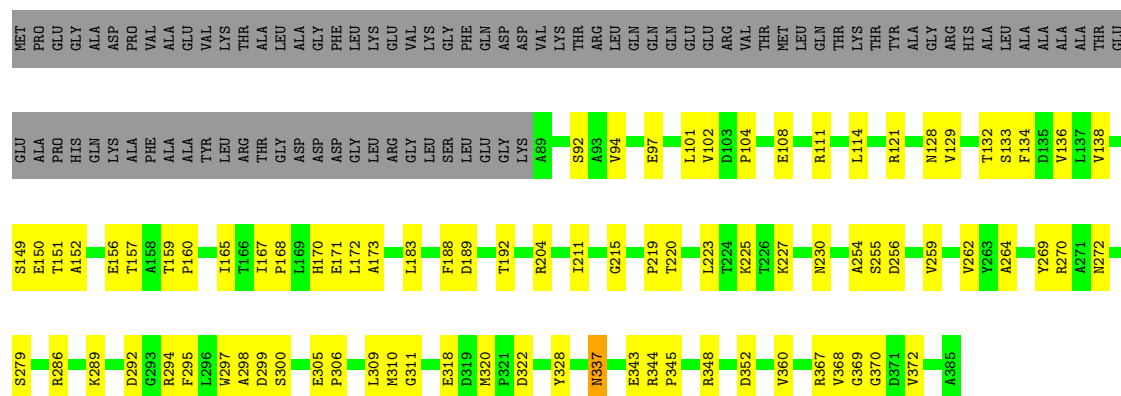 MET PRO GLU GLY ALA ASP PRO VAL ALA GLU VAL LYS THR ALA LEU ALA GLY PHE LEU LYS GLU VAL LYS GLY PHE GLN ASP ASP VAL LYS THR ARG LEU GLN GLN GLU GLU ARG VAL THR MET LEU GLN THR LYS THR TYR ALA GLY ARG HIS ALA LEU ALA ALA ALA ALA THR GLU
GLU ALA PRO HIS GLN LYS ALA PHE ALA ALA TYR LEU ARG THR GLY ASP ASP ASP GLY LEU ARG GLY LEU SER LEU GLU GLY LYS A89 S92 A93 V94 E97 L101 V102 D103 P104 E108 R111 L114 R121 N128 V129 T132 S133 F134 D135 V136 L137 V138
S149 E150 T151 A152 E156 T157 A158 T159 P160 I165 T166 I167 P168 L169 H170 E171 L172 A173 L183 F188 D189 T192 R204 I211 G215 P219 T220 L223 T224 K225 T226 K227 N230 A254 S255 D256 V259 V262 Y263 A264 Y269 R270 A271 N272
S279 R286 K289 D292 G293 R294 F295 L296 W297 A298 D299 S300 E305 P306 L309 M310 G311 E318 D319 M320 P321 D322 Y328 N337 E343 R344 P345 R348 D352 V360 R367 V368 G369 G370 D371 V372 A385